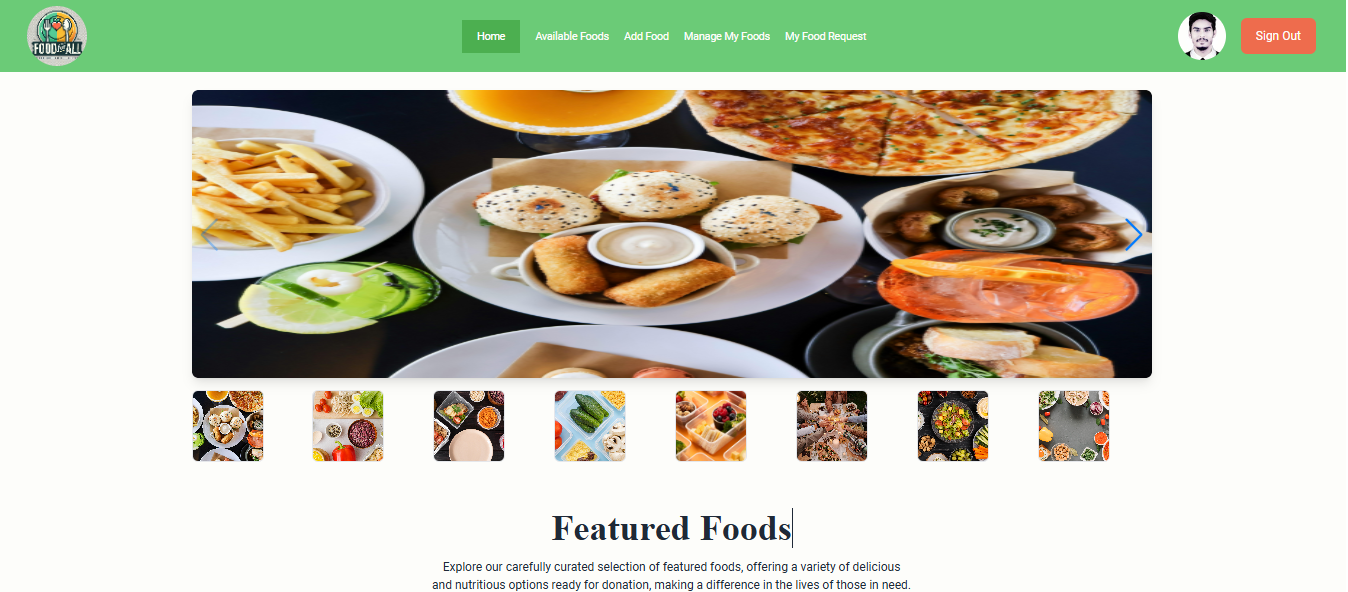 FOOD for ALL
Home
Available Foods
Add Food
Manage My Foods
My Food Request
Sign Out
Featured Foods
Explore our carefully curated selection of featured foods, offering a variety of delicious
and nutritious options ready for donation, making a difference in the lives of those in need.